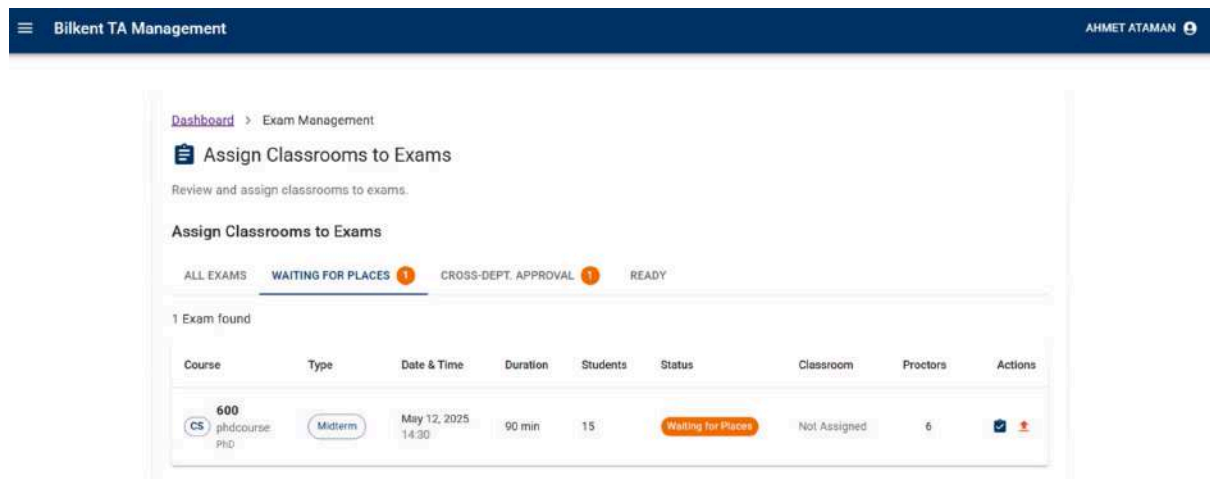 Bilkent TA Management AHMET ATAMAN
Dashboard > Exam Management
Assign Classrooms to Exams
Review and assign classrooms to exams.
Assign Classrooms to Exams
ALL EXAMS WAITING FOR PLACES 1 CROSS-DEPT. APPROVAL 1 READY
1 Exam found
Course Type Date & Time Duration Students Status Classroom Proctors Actions
CS 600 phdcourse PhD Midterm May 12, 2025 14:30 90 min 15 Waiting for Places Not Assigned 6